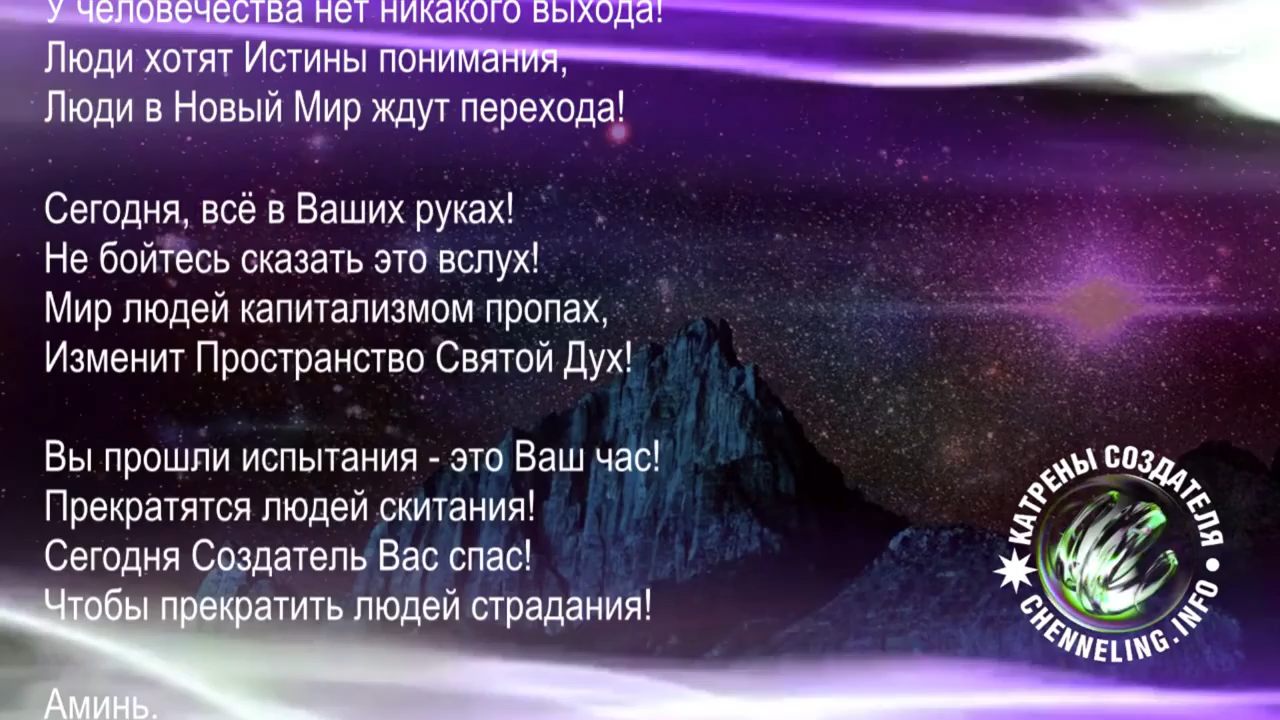 У человечества нет никакого выхода!
Люди хотят Истины понимания,
Люди в Новый Мир ждут перехода!
Сегодня, всё в Ваших руках!
Не бойтесь сказать это вслух!
Мир людей капитализмом пропах,
Изменит Пространство Святой Дух!
Вы прошли испытания - это Ваш час!
Прекратятся людей скитания!
Сегодня Создатель Вас спас!
Чтобы прекратить людей страдания!
Аминь.
КАТРЕНЫ СОЗДАТЕЛЯ
CHENNELING.INFO